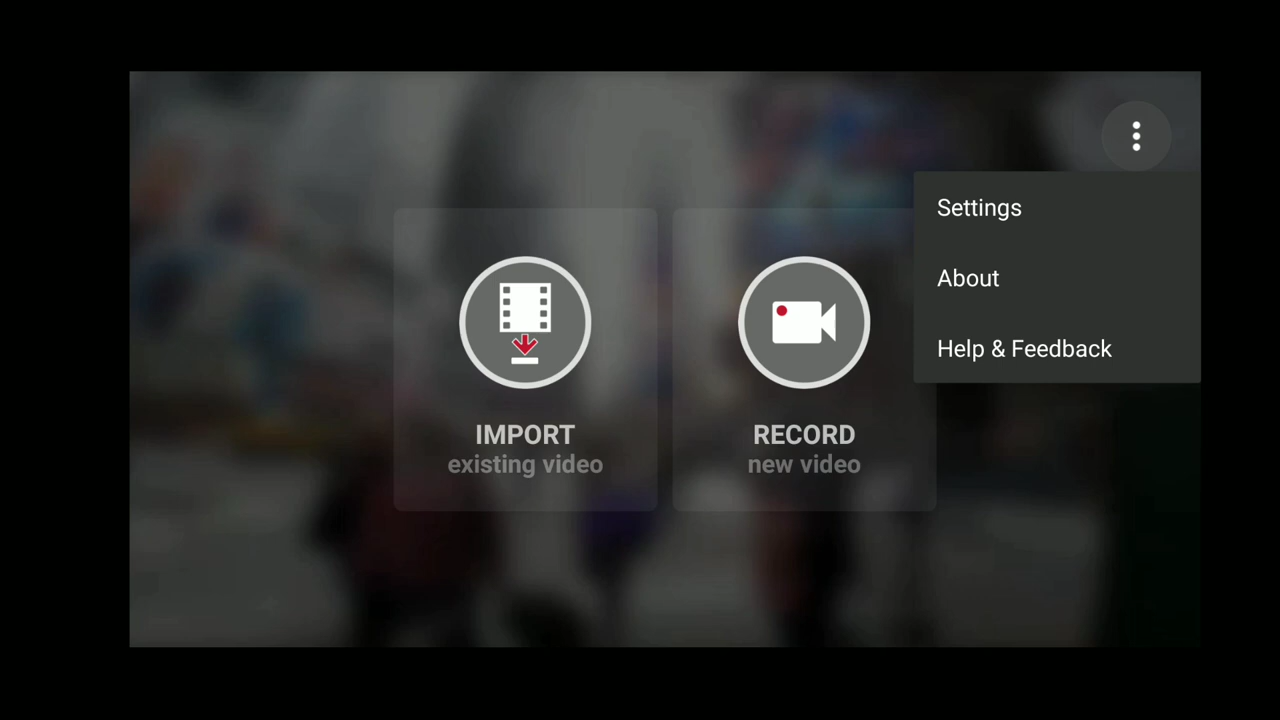 Settings
About
Help & Feedback
IMPORT
existing video
RECORD
new video